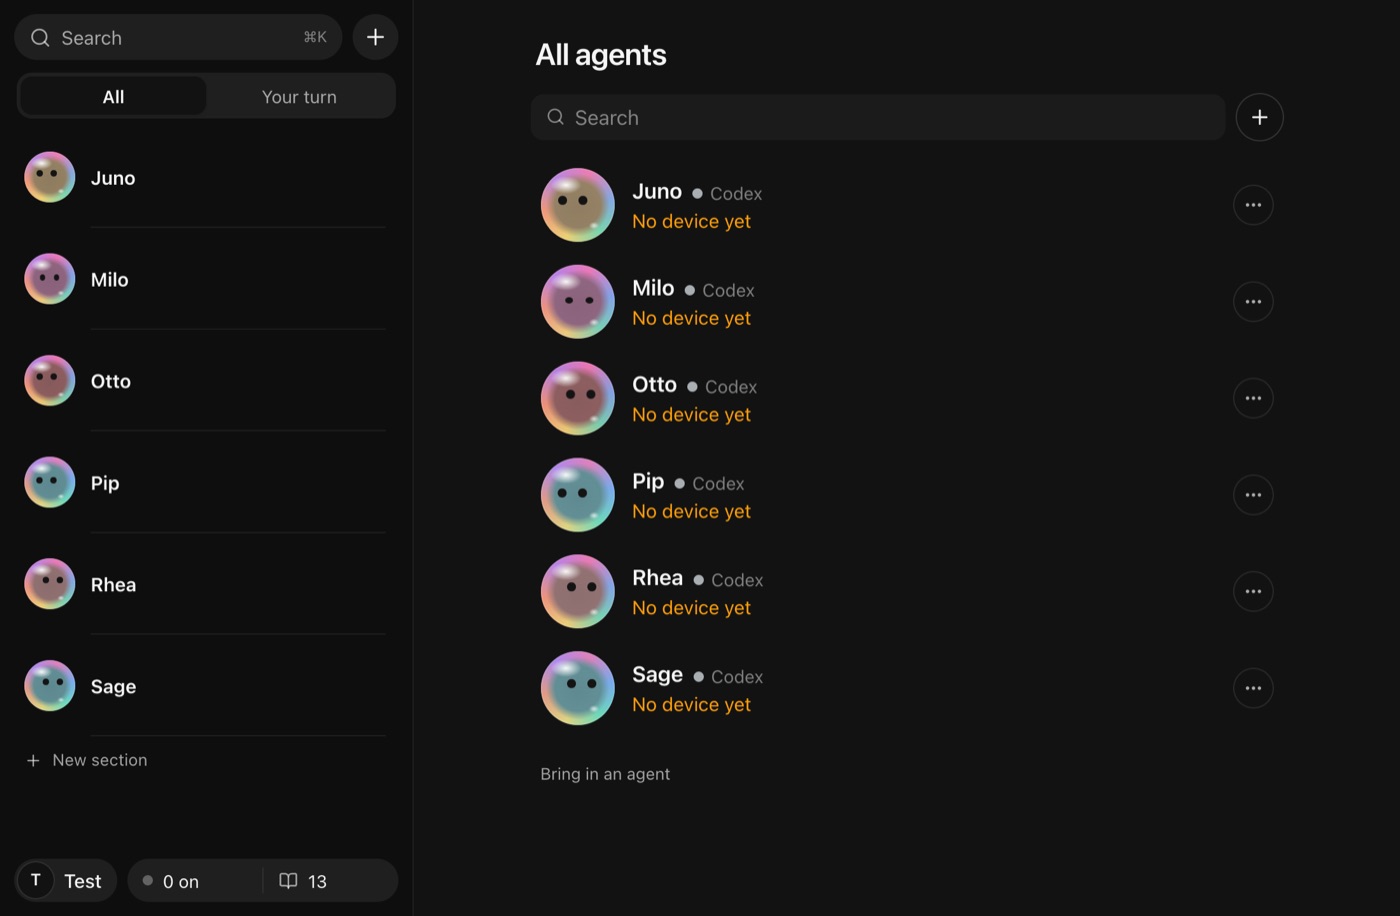 Search ⌘K
All Your turn
Juno
Milo
Otto
Pip
Rhea
Sage
New section
T Test 0 on 13
All agents
Search
Juno Codex
No device yet
Milo Codex
No device yet
Otto Codex
No device yet
Pip Codex
No device yet
Rhea Codex
No device yet
Sage Codex
No device yet
Bring in an agent